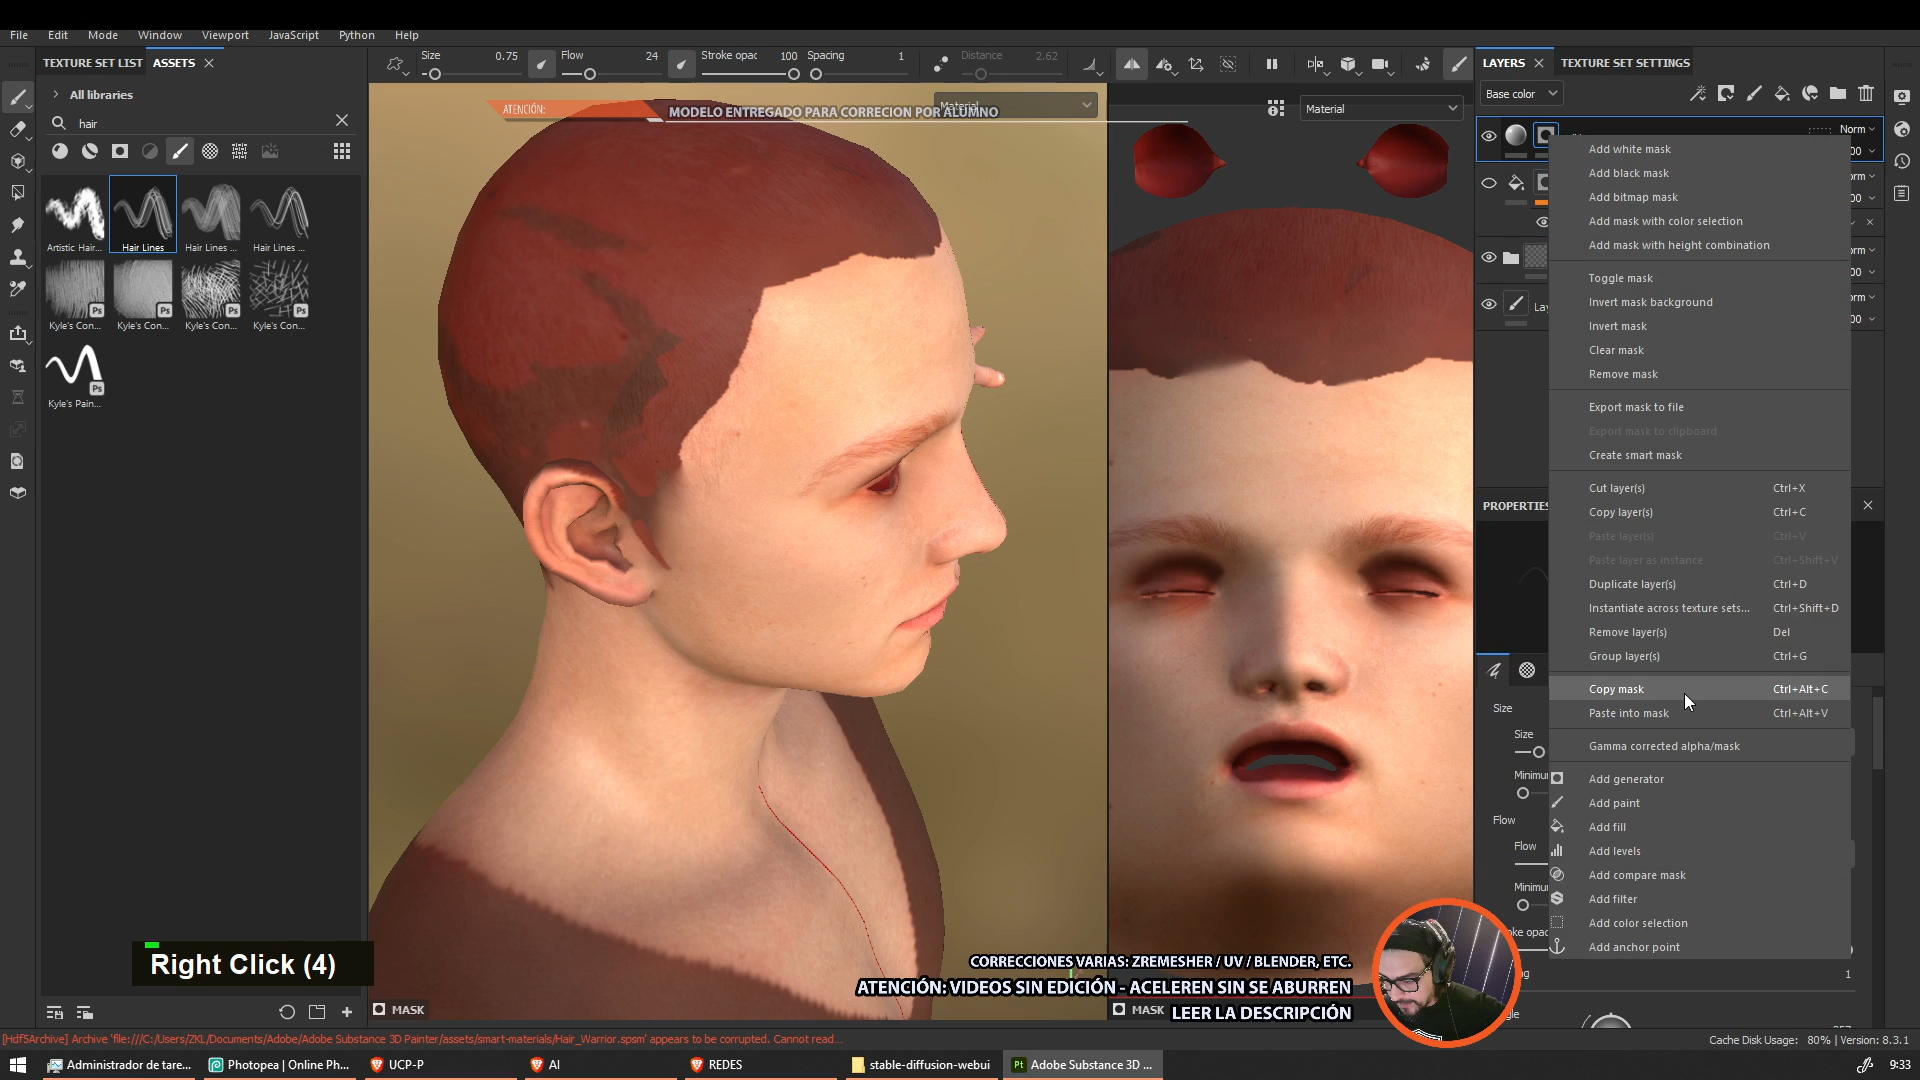 File Edit Mode Window Viewport JavaScript Python Help
TEXTURE SET LIST ASSETS
All libraries
hair
Artistic Hair...
Hair Lines
Hair Lines ...
Hair Lines ...
Kyle's Con...
Kyle's Con...
Kyle's Con...
Kyle's Con...
Kyle's Pain...
Size 0.75
Flow 24
Stroke opac 100
Spacing 1
Distance 2.62
Material
ATENCIÓN:
MODELO ENTREGADO PARA CORRECION POR ALUMNO
Material
LAYERS TEXTURE SET SETTINGS
Base color
Norm
Add white mask
Add black mask
Add bitmap mask
Add mask with color selection
Add mask with height combination
Toggle mask
Invert mask background
Invert mask
Clear mask
Remove mask
Export mask to file
Export mask to clipboard
Create smart mask
Cut layer(s) Ctrl+X
Copy layer(s) Ctrl+C
Paste layer(s) Ctrl+V
Paste layer as instance Ctrl+Shift+V
Duplicate layer(s) Ctrl+D
Instantiate across texture sets... Ctrl+Shift+D
Remove layer(s) Del
Group layer(s) Ctrl+G
Copy mask Ctrl+Alt+C
Paste into mask Ctrl+Alt+V
Gamma corrected alpha/mask
Add generator
Add paint
Add fill
Add levels
Add compare mask
Add filter
Add color selection
Add anchor point
PROPERTIES
Size
Size
Minimu
Flow
Flow
Minimu
1
Right Click (4)
CORRECCIONES VARIAS: ZREMESHER / UV / BLENDER, ETC.
ATENCIÓN: VIDEOS SIN EDICIÓN - ACELEREN SIN SE ABURREN
LEER LA DESCRIPCIÓN
MASK
MASK
[Hdf5Archive] Archive 'file:///C:/Users/ZKL/Documents/Adobe/Adobe Substance 3D Painter/assets/smart-materials/Hair_Warrior.spsm' appears to be corrupted. Cannot read...
Cache Disk Usage: 80% | Version: 8.3.1
Administrador de tare...
Photopea | Online Ph...
UCP-P
AI
REDES
stable-diffusion-webui
Adobe Substance 3D ...
9:33